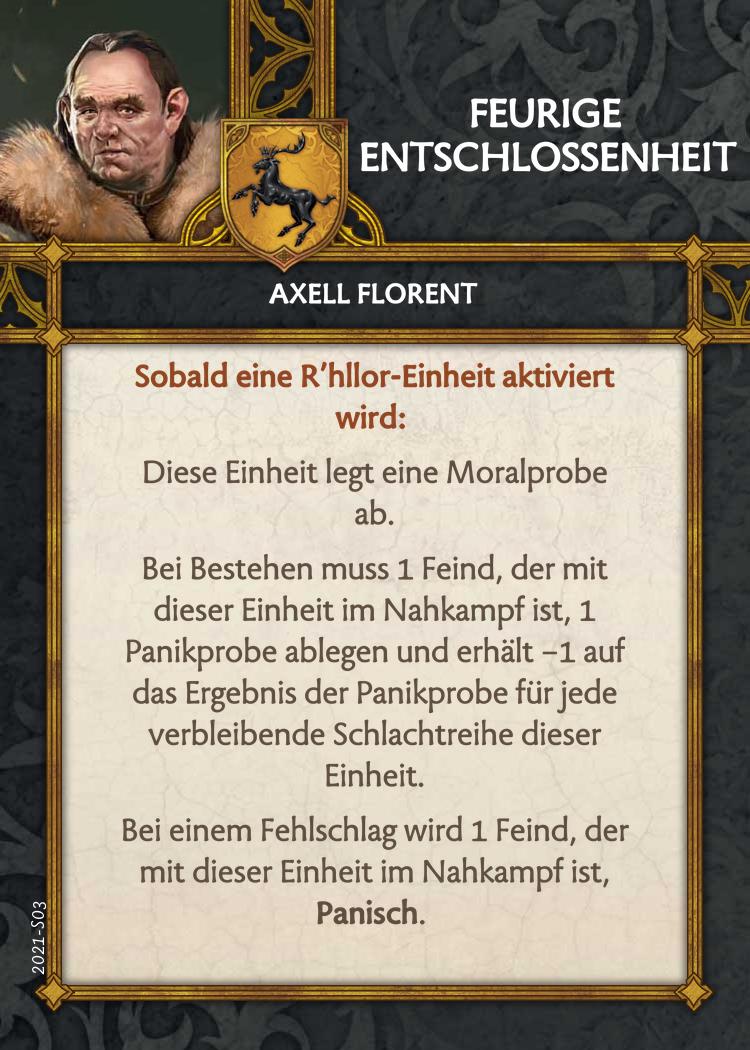 FEURIGE
ENTSCHLOSSENHEIT
AXELL FLORENT
Sobald eine R'hllor-Einheit aktiviert
wird:
Diese Einheit legt eine Moralprobe
ab.
Bei Bestehen muss 1 Feind, der mit
dieser Einheit im Nahkampf ist, 1
Panikprobe ablegen und erhält −1 auf
das Ergebnis der Panikprobe für jede
verbleibende Schlachtreihe dieser
Einheit.
Bei einem Fehlschlag wird 1 Feind, der
mit dieser Einheit im Nahkampf ist,
Panisch.
2021-S03